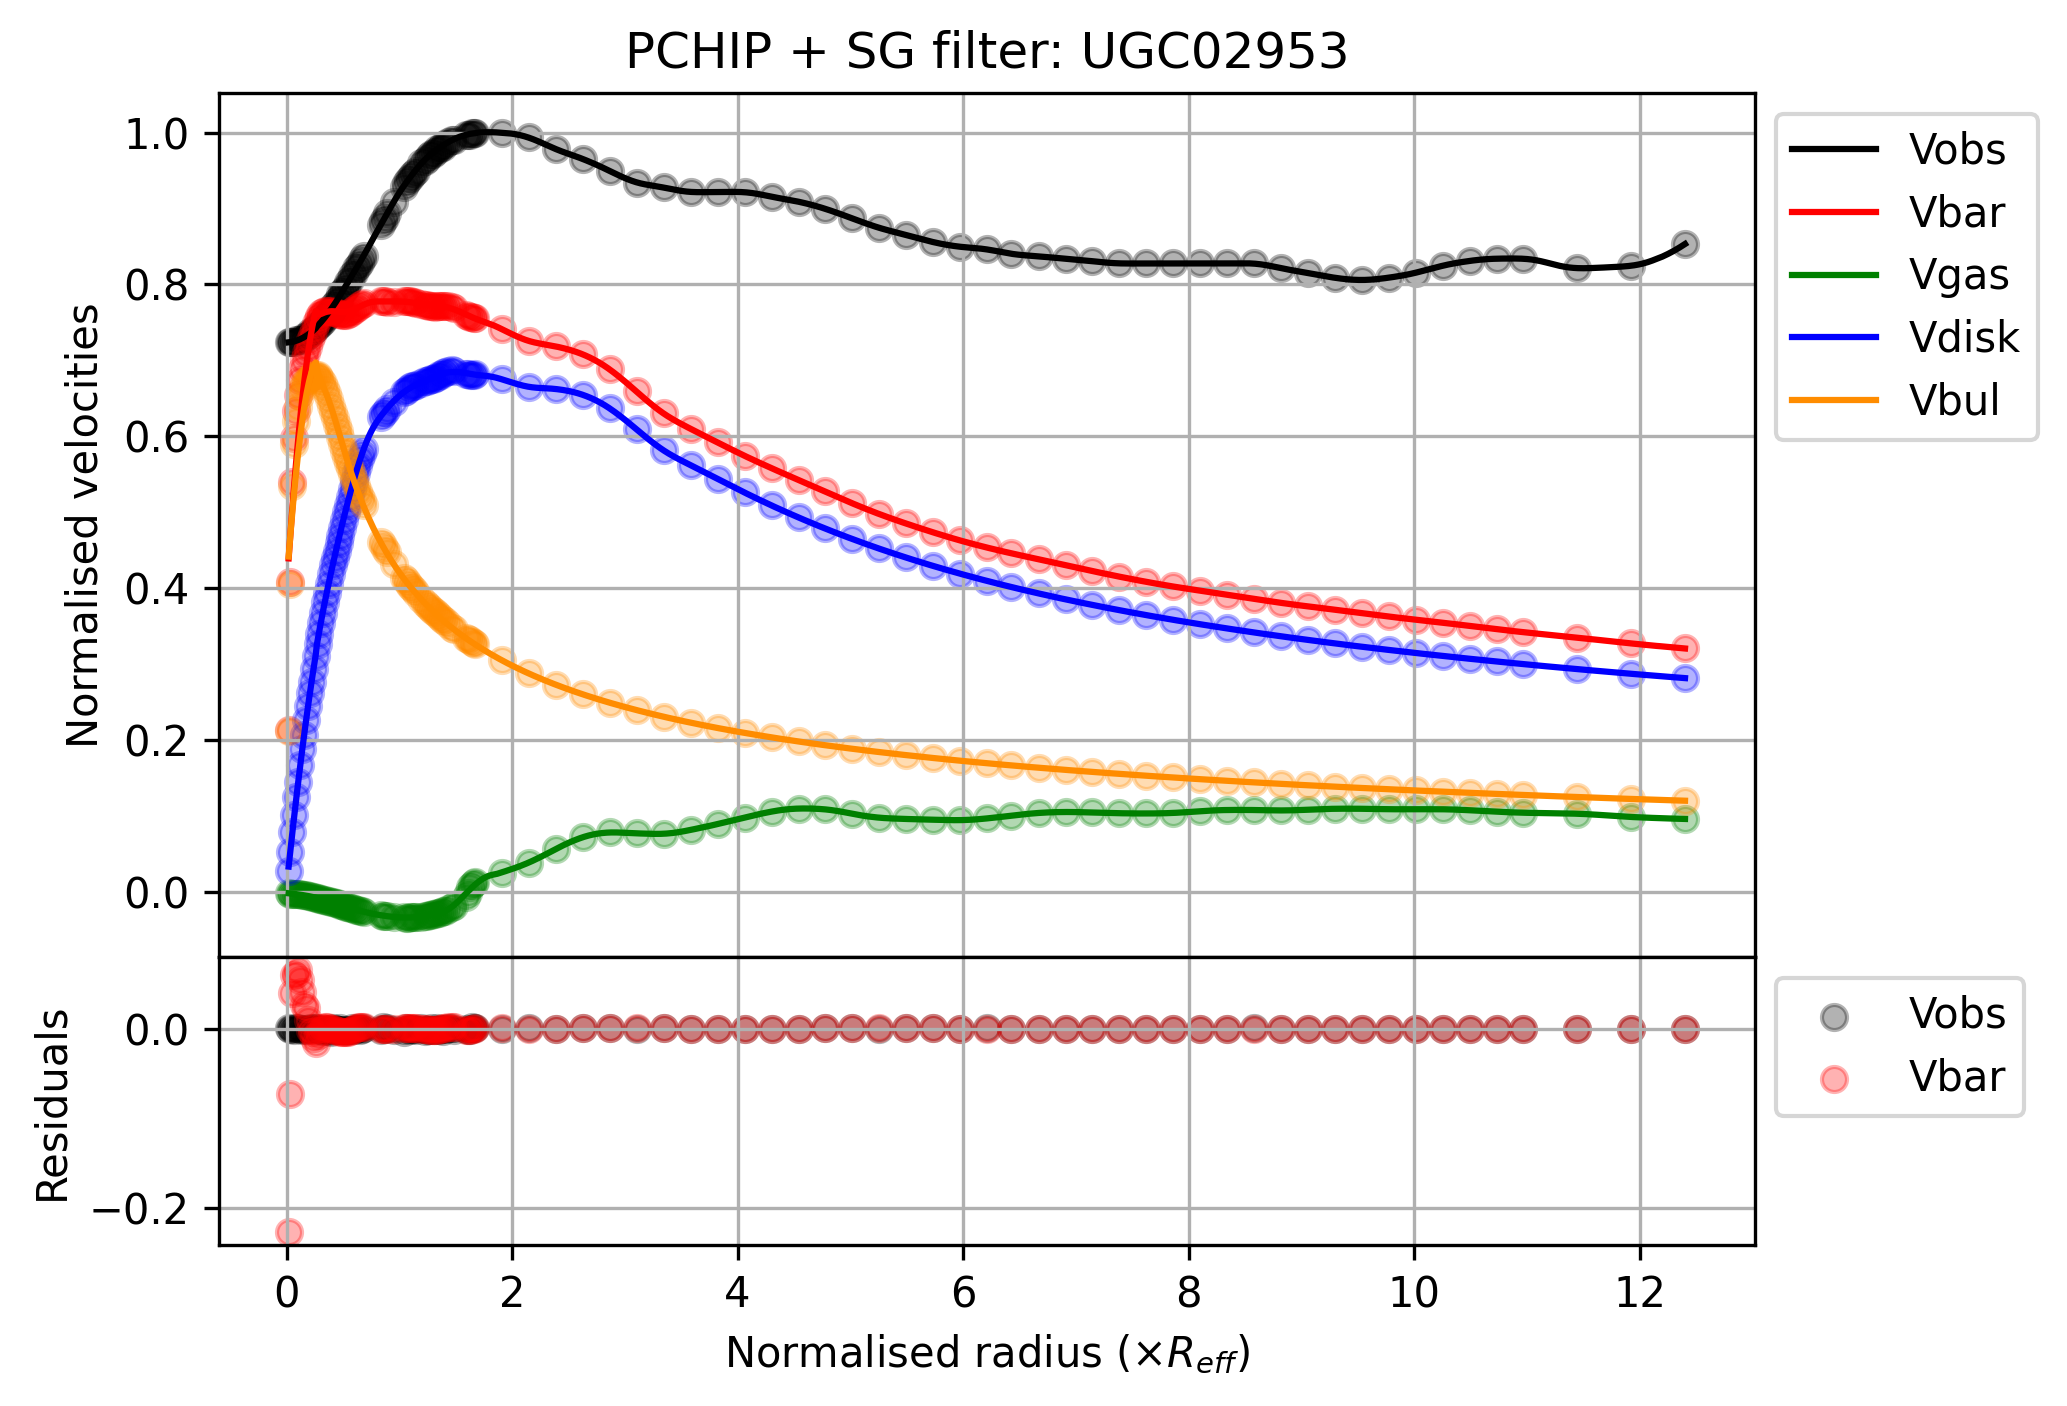 PCHIP + SG filter: UGC02953
Normalised velocities
1.0
0.8
0.6
0.4
0.2
0.0
Vobs
Vbar
Vgas
Vdisk
Vbul
Residuals
0.0
−0.2
Vobs
Vbar
0 2 4 6 8 10 12
Normalised radius (×R_eff)